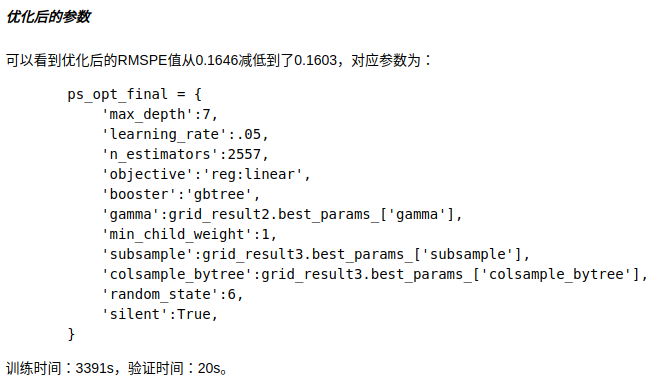 优化后的参数
可以看到优化后的RMSPE值从0.1646减低到了0.1603，对应参数为：
ps_opt_final = {
'max_depth':7,
'learning_rate':.05,
'n_estimators':2557,
'objective':'reg:linear',
'booster':'gbtree',
'gamma':grid_result2.best_params_['gamma'],
'min_child_weight':1,
'subsample':grid_result3.best_params_['subsample'],
'colsample_bytree':grid_result3.best_params_['colsample_bytree'],
'random_state':6,
'silent':True,
}
训练时间：3391s，验证时间：20s。